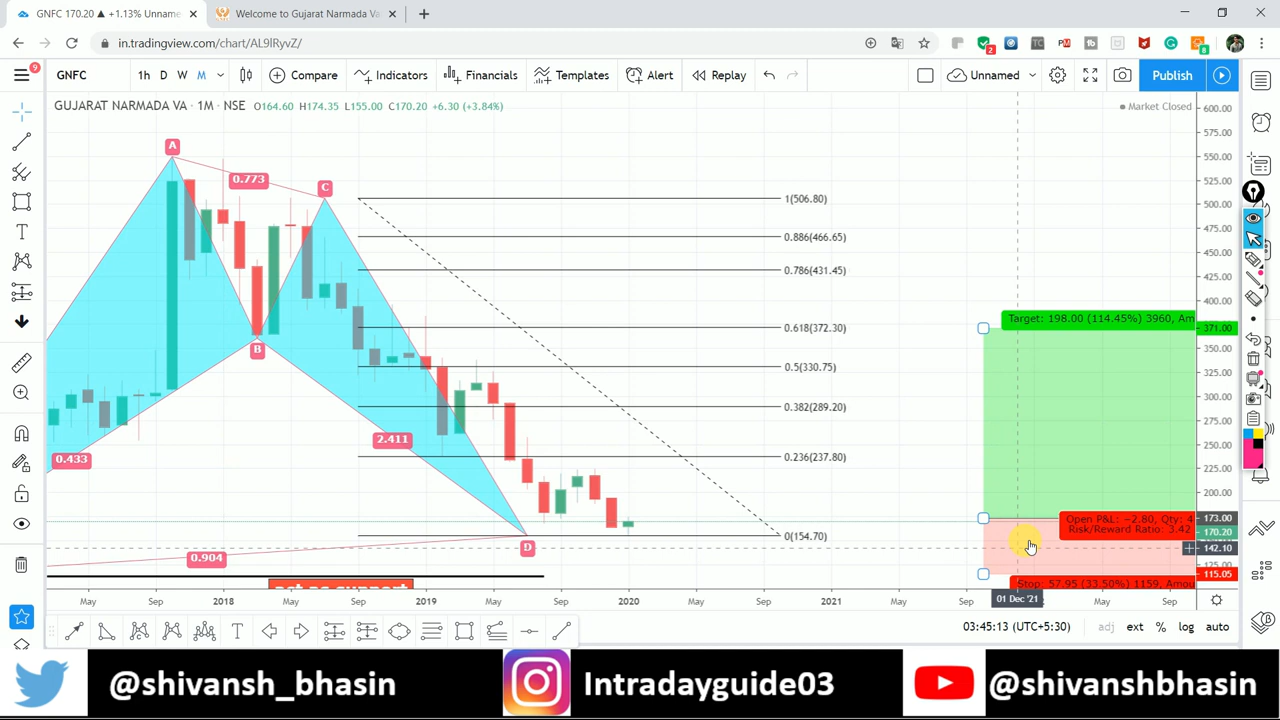 GNFC 170.20 ▲ +1.13% Unname
Welcome to Gujarat Narmada Va
in.tradingview.com/chart/AL9lRyvZ/
9
GNFC
1h D W M
Compare
Indicators
Financials
Templates
Alert
Replay
Unnamed
Publish
GUJARAT NARMADA VA · 1M · NSE O164.60 H174.35 L155.00 C170.20 +6.30 (+3.84%)
Market Closed
600.00
575.00
550.00
525.00
500.00
475.00
450.00
425.00
400.00
371.00
350.00
325.00
300.00
275.00
250.00
225.00
200.00
173.00
170.20
142.10
125.00
115.05
A
0.773
C
B
0.433
2.411
0.904
D
1(506.80)
0.886(466.65)
0.786(431.45)
0.618(372.30)
0.5(330.75)
0.382(289.20)
0.236(237.80)
0(154.70)
Target: 198.00 (114.45%) 3960, Am
Open P&L: −2.80, Qty: 4
Risk/Reward Ratio: 3.42
Stop: 57.95 (33.50%) 1159, Amou
act as support
May Sep 2018 May Sep 2019 May Sep 2020 May Sep 2021 May Sep 01 Dec '21 May Sep
03:45:13 (UTC+5:30) adj ext % log auto
@shivansh_bhasin
Intradayguide03
@shivanshbhasin